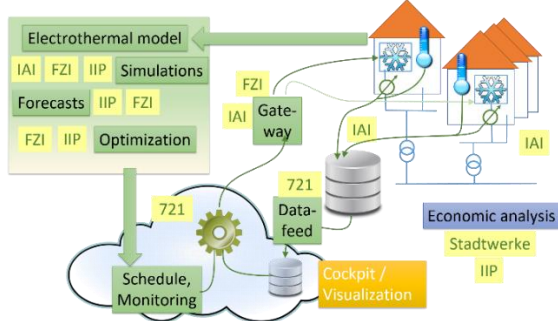 Electrothermal model
IAI FZI IIP Simulations
Forecasts IIP FZI
FZI IIP Optimization
FZI
IAI Gate-
way
IAI
IAI
721
721
Data-
feed
Schedule,
Monitoring
Cockpit /
Visualization
Economic analysis
Stadtwerke
IIP